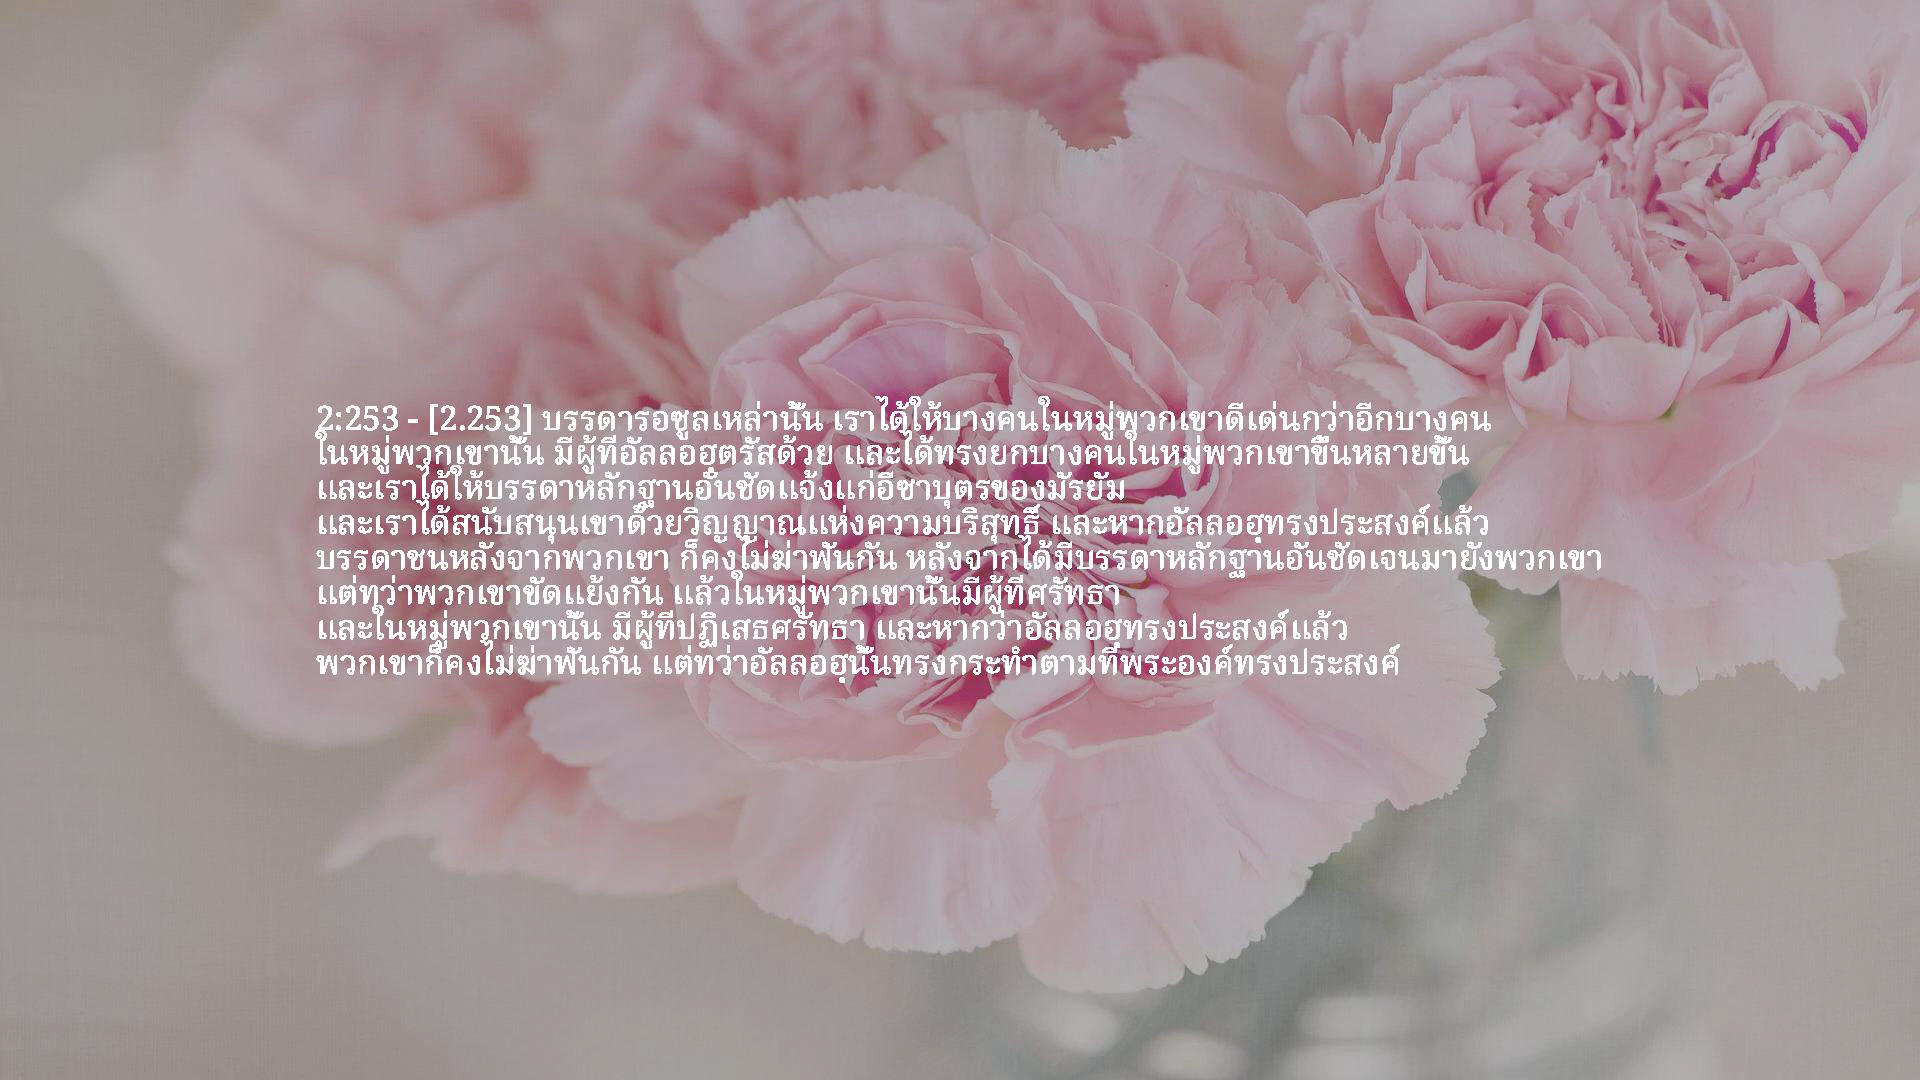 2:253 - [2.253] บรรดารอซูลเหล่านั้น เราได้ให้บางคนในหมู่พวกเขาดีเด่นกว่าอีกบางคน
ในหมู่พวกเขานั้น มีผู้ที่อัลลอฮฺตรัสด้วย และได้ทรงยกบางคนในหมู่พวกเขาขึ้นหลายขั้น
และเราได้ให้บรรดาหลักฐานอันชัดแจ้งแก่อีซาบุตรของมัรยัม
และเราได้สนับสนุนเขาด้วยวิญญาณแห่งความบริสุทธิ์ และหากอัลลอฮฺทรงประสงค์แล้ว
บรรดาชนหลังจากพวกเขา ก็คงไม่ฆ่าฟันกัน หลังจากได้มีบรรดาหลักฐานอันชัดเจนมายังพวกเขา
แต่ทว่าพวกเขาขัดแย้งกัน แล้วในหมู่พวกเขานั้นมีผู้ที่ศรัทธา
และในหมู่พวกเขานั้น มีผู้ที่ปฏิเสธศรัทธา และหากว่าอัลลอฮฺทรงประสงค์แล้ว
พวกเขาก็คงไม่ฆ่าฟันกัน แต่ทว่าอัลลอฮฺนั้นทรงกระทำตามที่พระองค์ทรงประสงค์